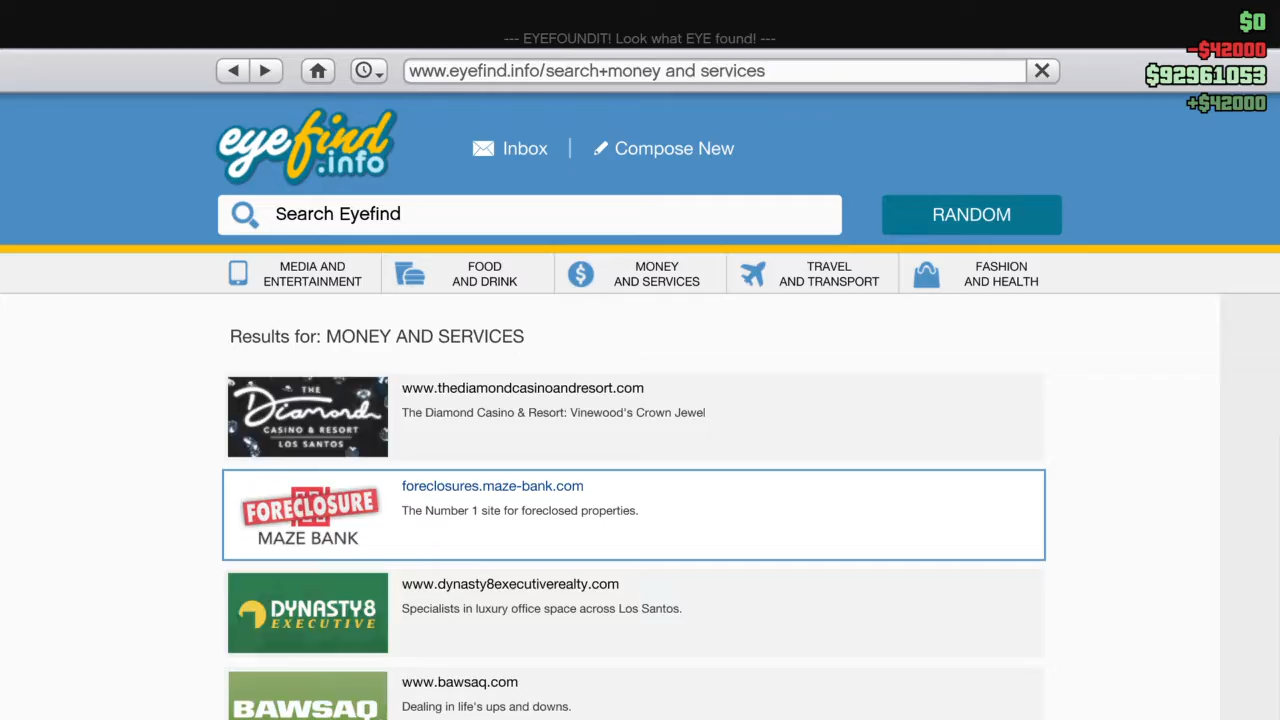 --- EYEFOUNDIT! Look what EYE found! ---
$0
-$42000
$92961053
+$42000
www.eyefind.info/search+money and services
eyefind
.info
Inbox
Compose New
Search Eyefind
RANDOM
MEDIA AND
ENTERTAINMENT
FOOD
AND DRINK
MONEY
AND SERVICES
TRAVEL
AND TRANSPORT
FASHION
AND HEALTH
Results for: MONEY AND SERVICES
THE
Diamond
CASINO & RESORT
LOS SANTOS
www.thediamondcasinoandresort.com
The Diamond Casino & Resort: Vinewood's Crown Jewel
FORECLOSURE
MAZE BANK
foreclosures.maze-bank.com
The Number 1 site for foreclosed properties.
DYNASTY8
EXECUTIVE
www.dynasty8executiverealty.com
Specialists in luxury office space across Los Santos.
BAWSAQ
www.bawsaq.com
Dealing in life's ups and downs.